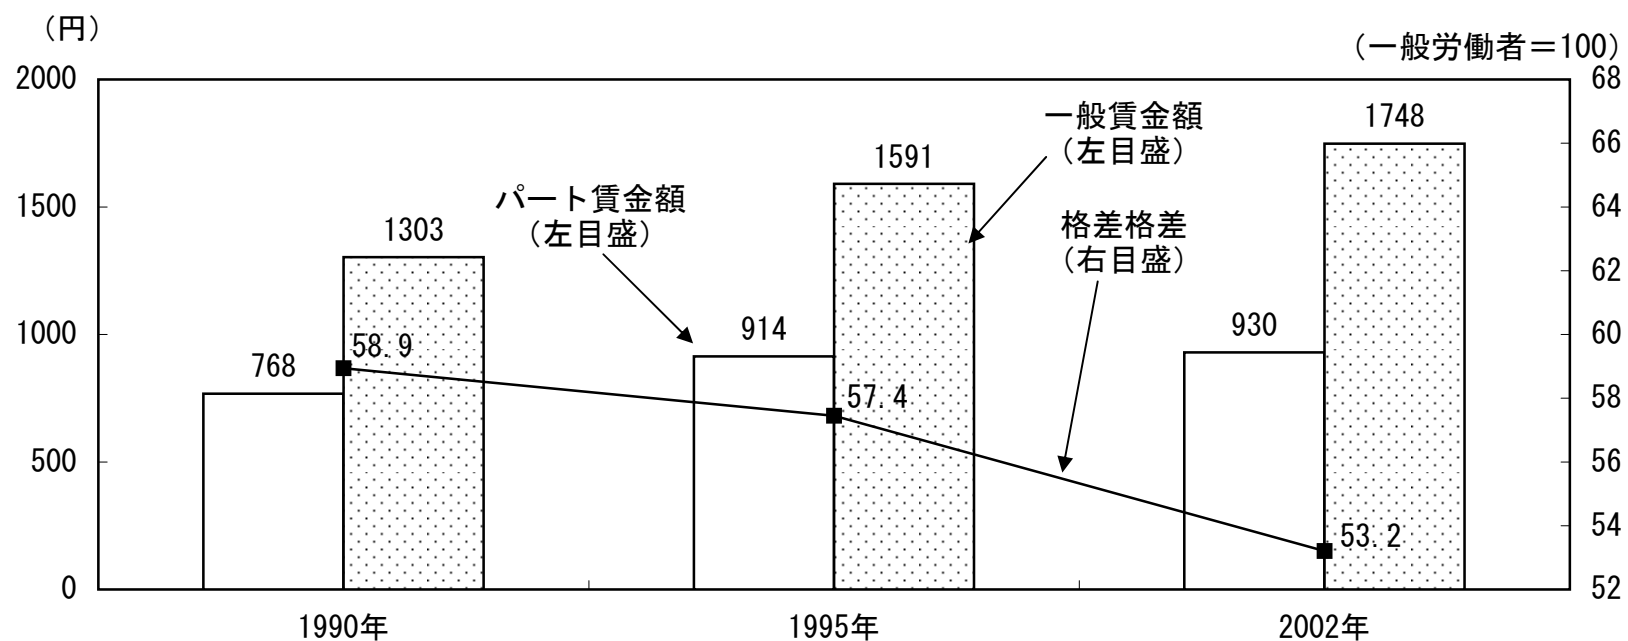 （円）
（一般労働者＝100）
2000
1500
1000
500
0
68
66
64
62
60
58
56
54
52
768
1303
58.9
パート賃金額
（左目盛）
914
1591
57.4
一般賃金額
（左目盛）
格差格差
（右目盛）
930
1748
53.2
1990年
1995年
2002年